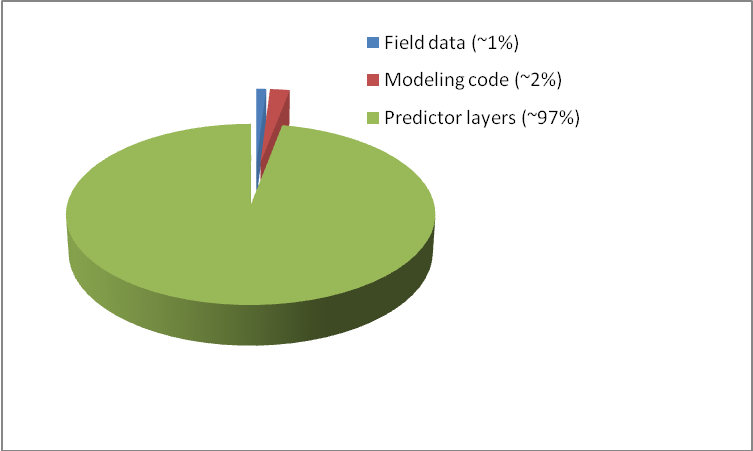 Field data (~1%)
Modeling code (~2%)
Predictor layers (~97%)